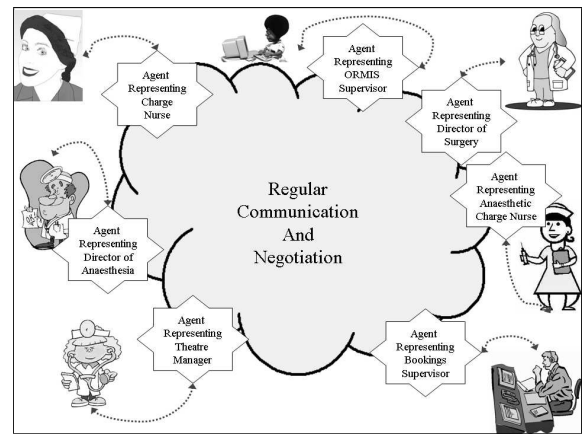 Agent
Representing
Charge
Nurse
Agent
Representing
ORMIS
Supervisor
Agent
Representing
Director of
Surgery
Agent
Representing
Anaesthetic
Charge Nurse
Regular
Communication
And
Negotiation
Agent
Representing
Director of
Anaesthesia
Agent
Representing
Theatre
Manager
Agent
Representing
Bookings
Supervisor